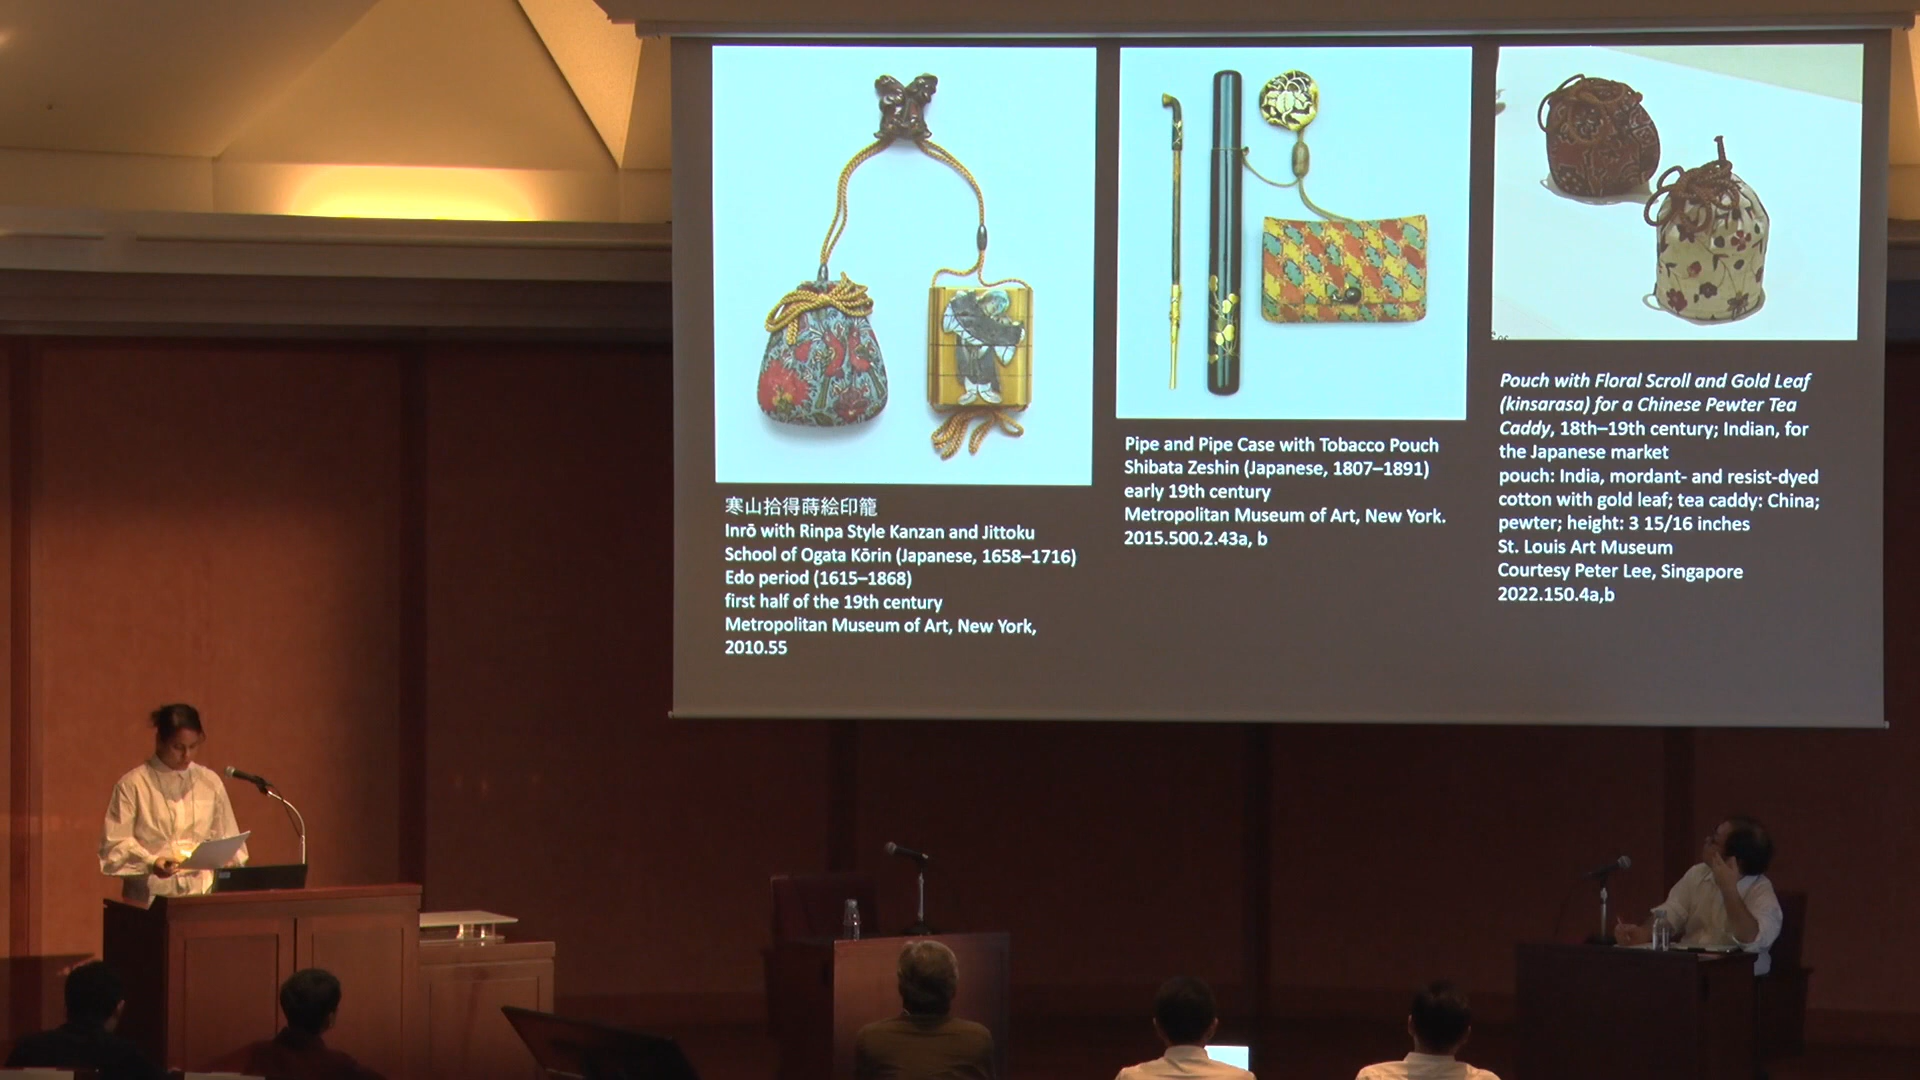 寒山拾得蒔絵印籠
Inrō with Rinpa Style Kanzan and Jittoku
School of Ogata Kōrin (Japanese, 1658–1716)
Edo period (1615–1868)
first half of the 19th century
Metropolitan Museum of Art, New York,
2010.55
Pipe and Pipe Case with Tobacco Pouch
Shibata Zeshin (Japanese, 1807–1891)
early 19th century
Metropolitan Museum of Art, New York.
2015.500.2.43a, b
Pouch with Floral Scroll and Gold Leaf
(kinsarasa) for a Chinese Pewter Tea
Caddy, 18th–19th century; Indian, for
the Japanese market
pouch: India, mordant- and resist-dyed
cotton with gold leaf; tea caddy: China;
pewter; height: 3 15/16 inches
St. Louis Art Museum
Courtesy Peter Lee, Singapore
2022.150.4a,b